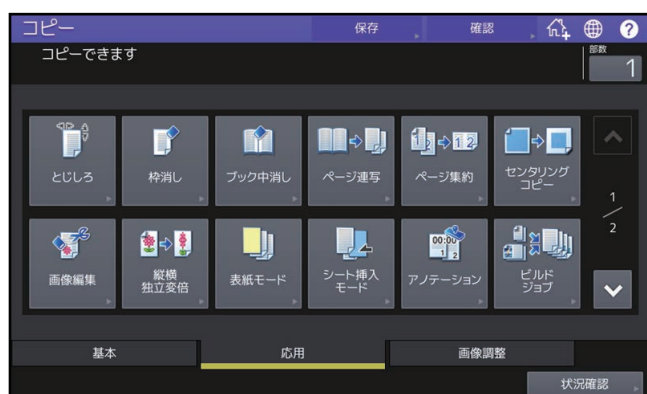 コピー
保存
確認
?
コピーできます
部数
1
とじしろ
枠消し
ブック中消し
ページ連写
ページ集約
センタリング
コピー
1
2
画像編集
縦横
独立変倍
表紙モード
シート挿入
モード
00:00
1 2
アノテーション
ビルド
ジョブ
基本
応用
画像調整
状況確認